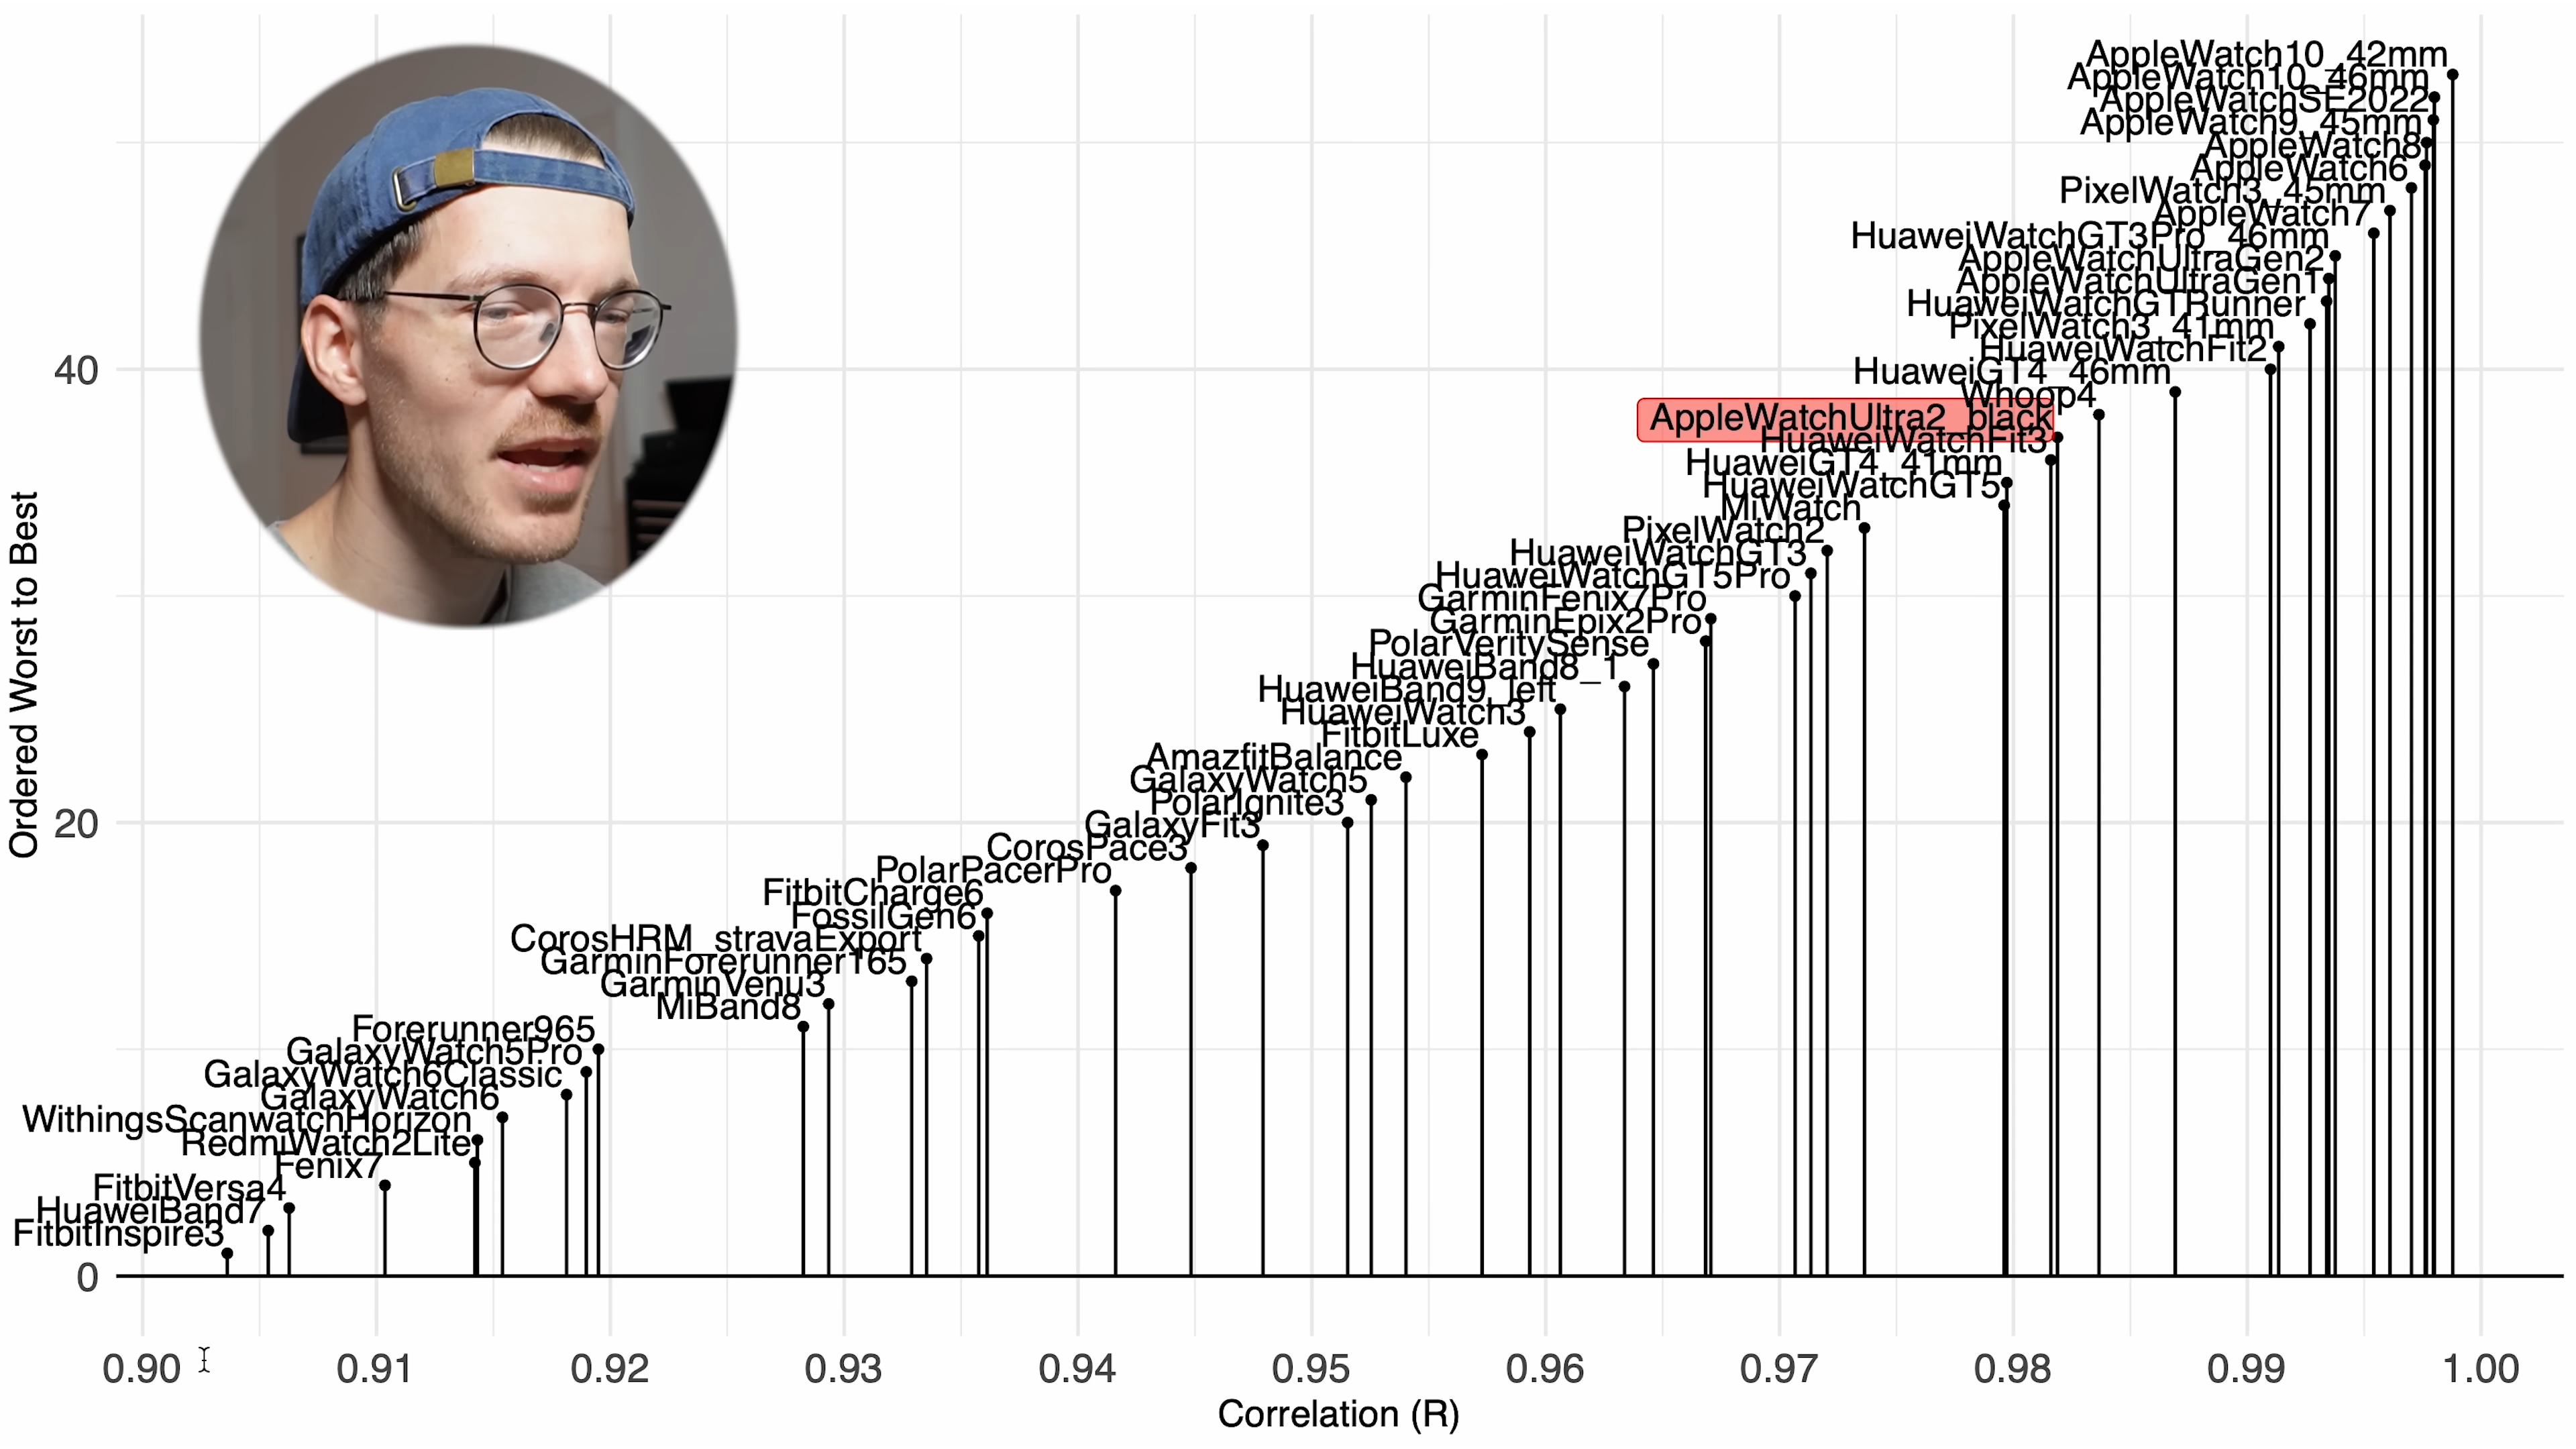 AppleWatch10_42mm
AppleWatch10_46mm
AppleWatchSE2022
AppleWatch9_45mm
AppleWatch8
AppleWatch6
PixelWatch3_45mm
AppleWatch7
HuaweiWatchGT3Pro_46mm
AppleWatchUltraGen2
AppleWatchUltraGen1
HuaweiWatchGTRunner
PixelWatch3_41mm
HuaweiWatchFit2
HuaweiGT4_46mm
Whoop4
AppleWatchUltra2_black
HuaweiWatchFit3
HuaweiGT4_41mm
HuaweiWatchGT5
MiWatch
PixelWatch2
HuaweiWatchGT3
HuaweiWatchGT5Pro
GarminFenix7Pro
GarminEpix2Pro
PolarVeritySense
HuaweiBand8_1
HuaweiBand9_left
HuaweiWatch3
FitbitLuxe
AmazfitBalance
GalaxyWatch5
PolarIgnite3
GalaxyFit3
CorosPace3
PolarPacerPro
FitbitCharge6
FossilGen6
CorosHRM_stravaExport
GarminForerunner165
GarminVenu3
MiBand8
Forerunner965
GalaxyWatch5Pro
GalaxyWatch6Classic
GalaxyWatch6
WithingsScanwatchHorizon
RedmiWatch2Lite
Fenix7
FitbitVersa4
HuaweiBand7
FitbitInspire3
Ordered Worst to Best
40
20
0
0.90 0.91 0.92 0.93 0.94 0.95 0.96 0.97 0.98 0.99 1.00
Correlation (R)